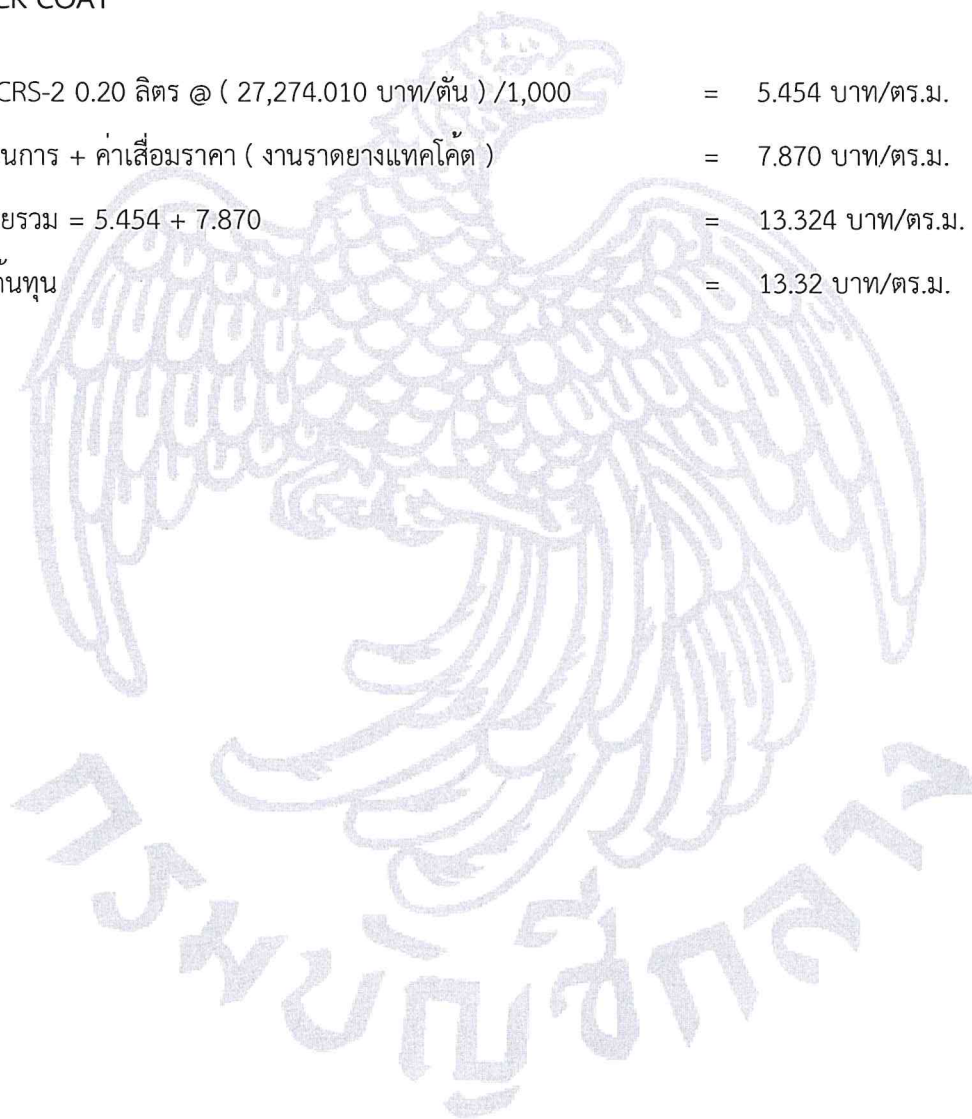 CK COAT
CRS-2 0.20 ลิตร @ ( 27,274.010 บาท/ตัน ) /1,000 = 5.454 บาท/ตร.ม.
นการ + ค่าเสื่อมราคา ( งานราดยางแทคโค้ต ) = 7.870 บาท/ตร.ม.
ยรวม = 5.454 + 7.870 = 13.324 บาท/ตร.ม.
ต้นทุน = 13.32 บาท/ตร.ม.
กรมบัญชีกลาง